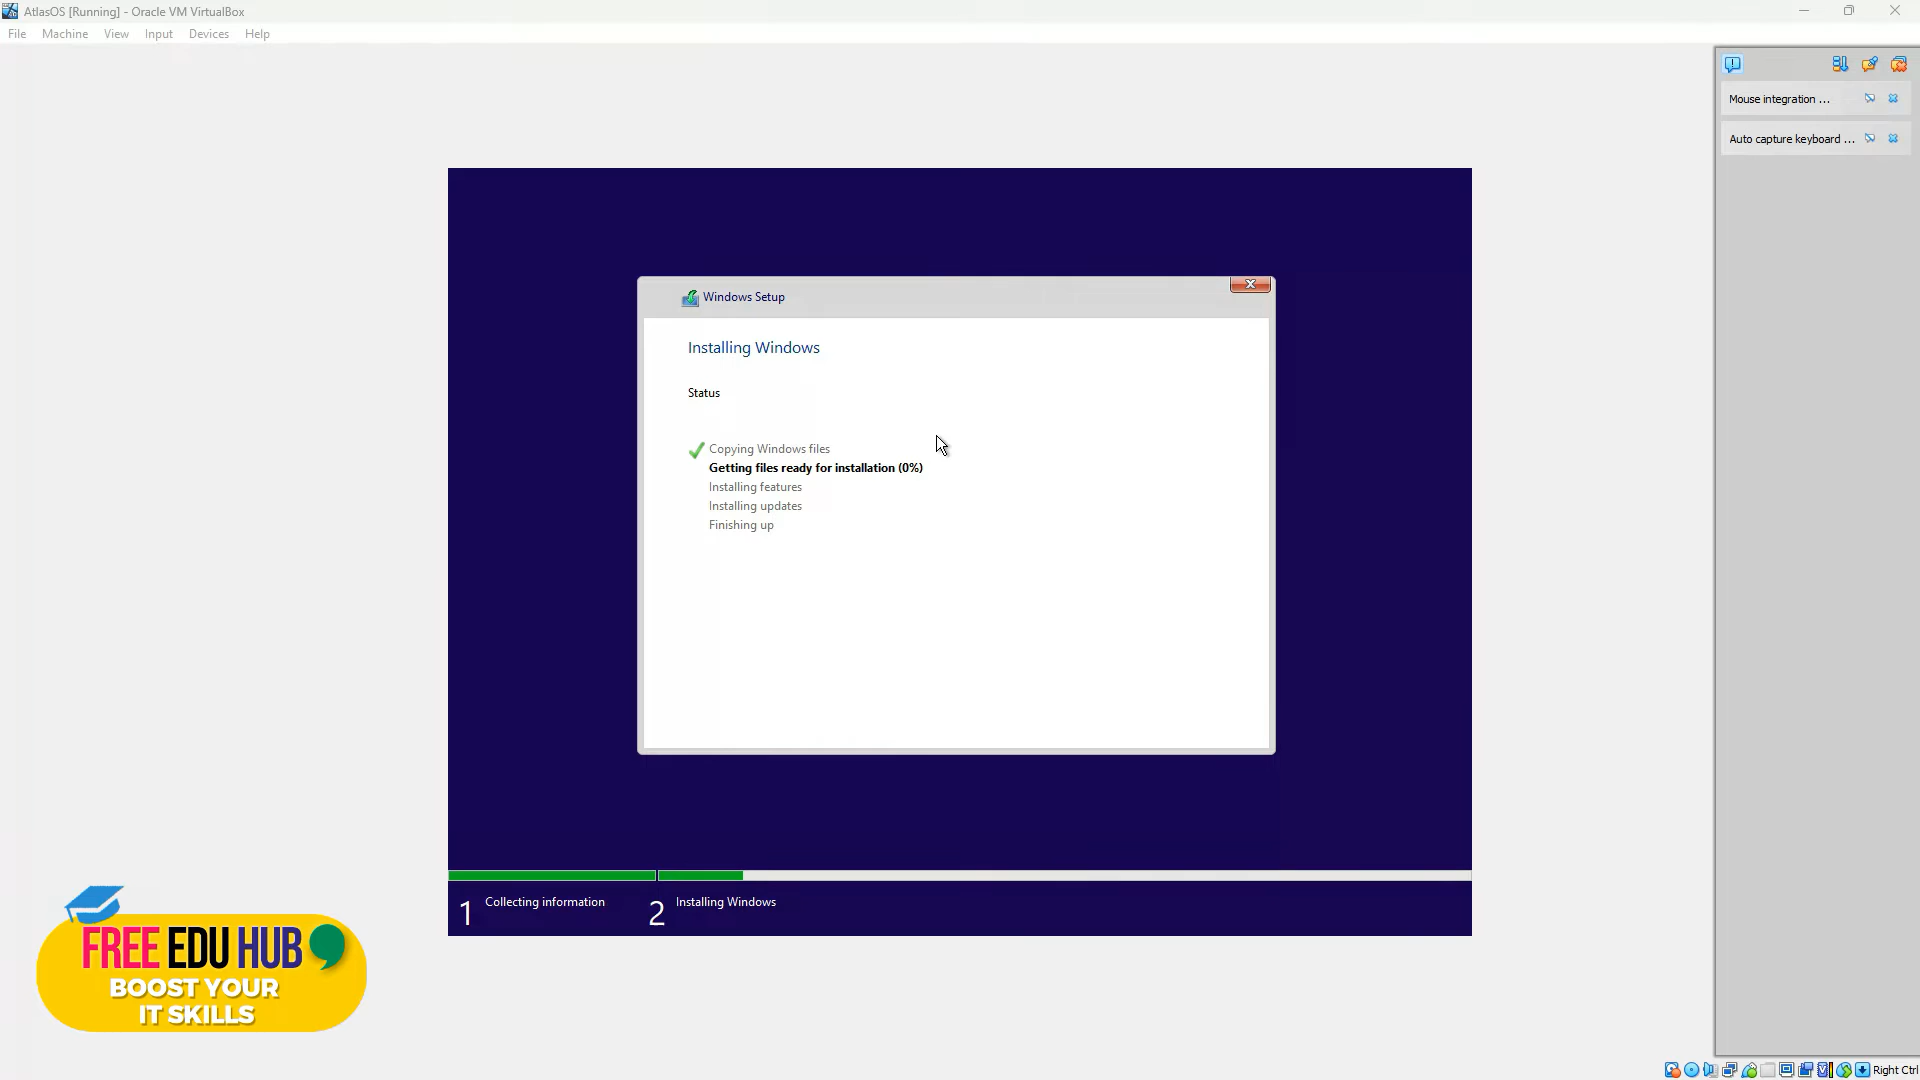 AtlasOS [Running] - Oracle VM VirtualBox
File Machine View Input Devices Help
Mouse integration ...
Auto capture keyboard ...
Windows Setup
Installing Windows
Status
Copying Windows files
Getting files ready for installation (0%)
Installing features
Installing updates
Finishing up
1 Collecting information 2 Installing Windows
FREE EDU HUB
BOOST YOUR
IT SKILLS
Right Ctrl